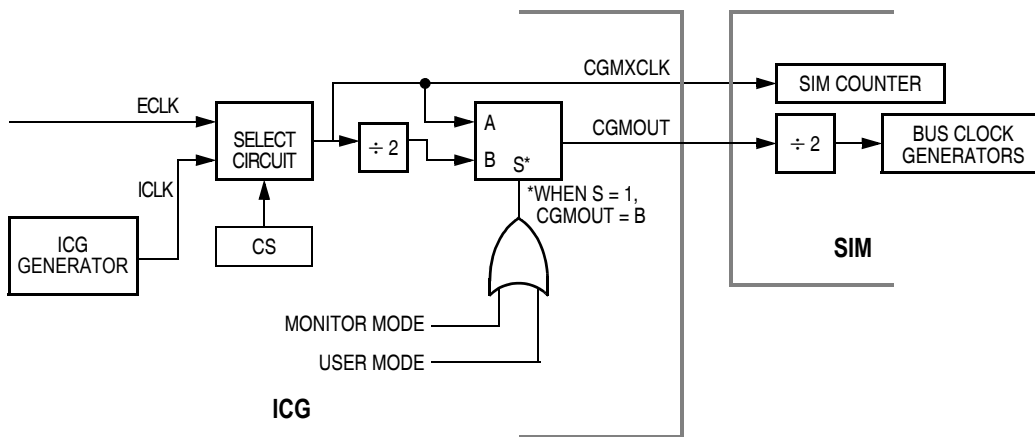 CGMXCLK
SIM COUNTER
ECLK
SELECT
CIRCUIT
÷ 2
A
B
S*
CGMOUT
÷ 2
BUS CLOCK
GENERATORS
ICLK
*WHEN S = 1,
CGMOUT = B
ICG
GENERATOR
CS
SIM
MONITOR MODE
USER MODE
ICG